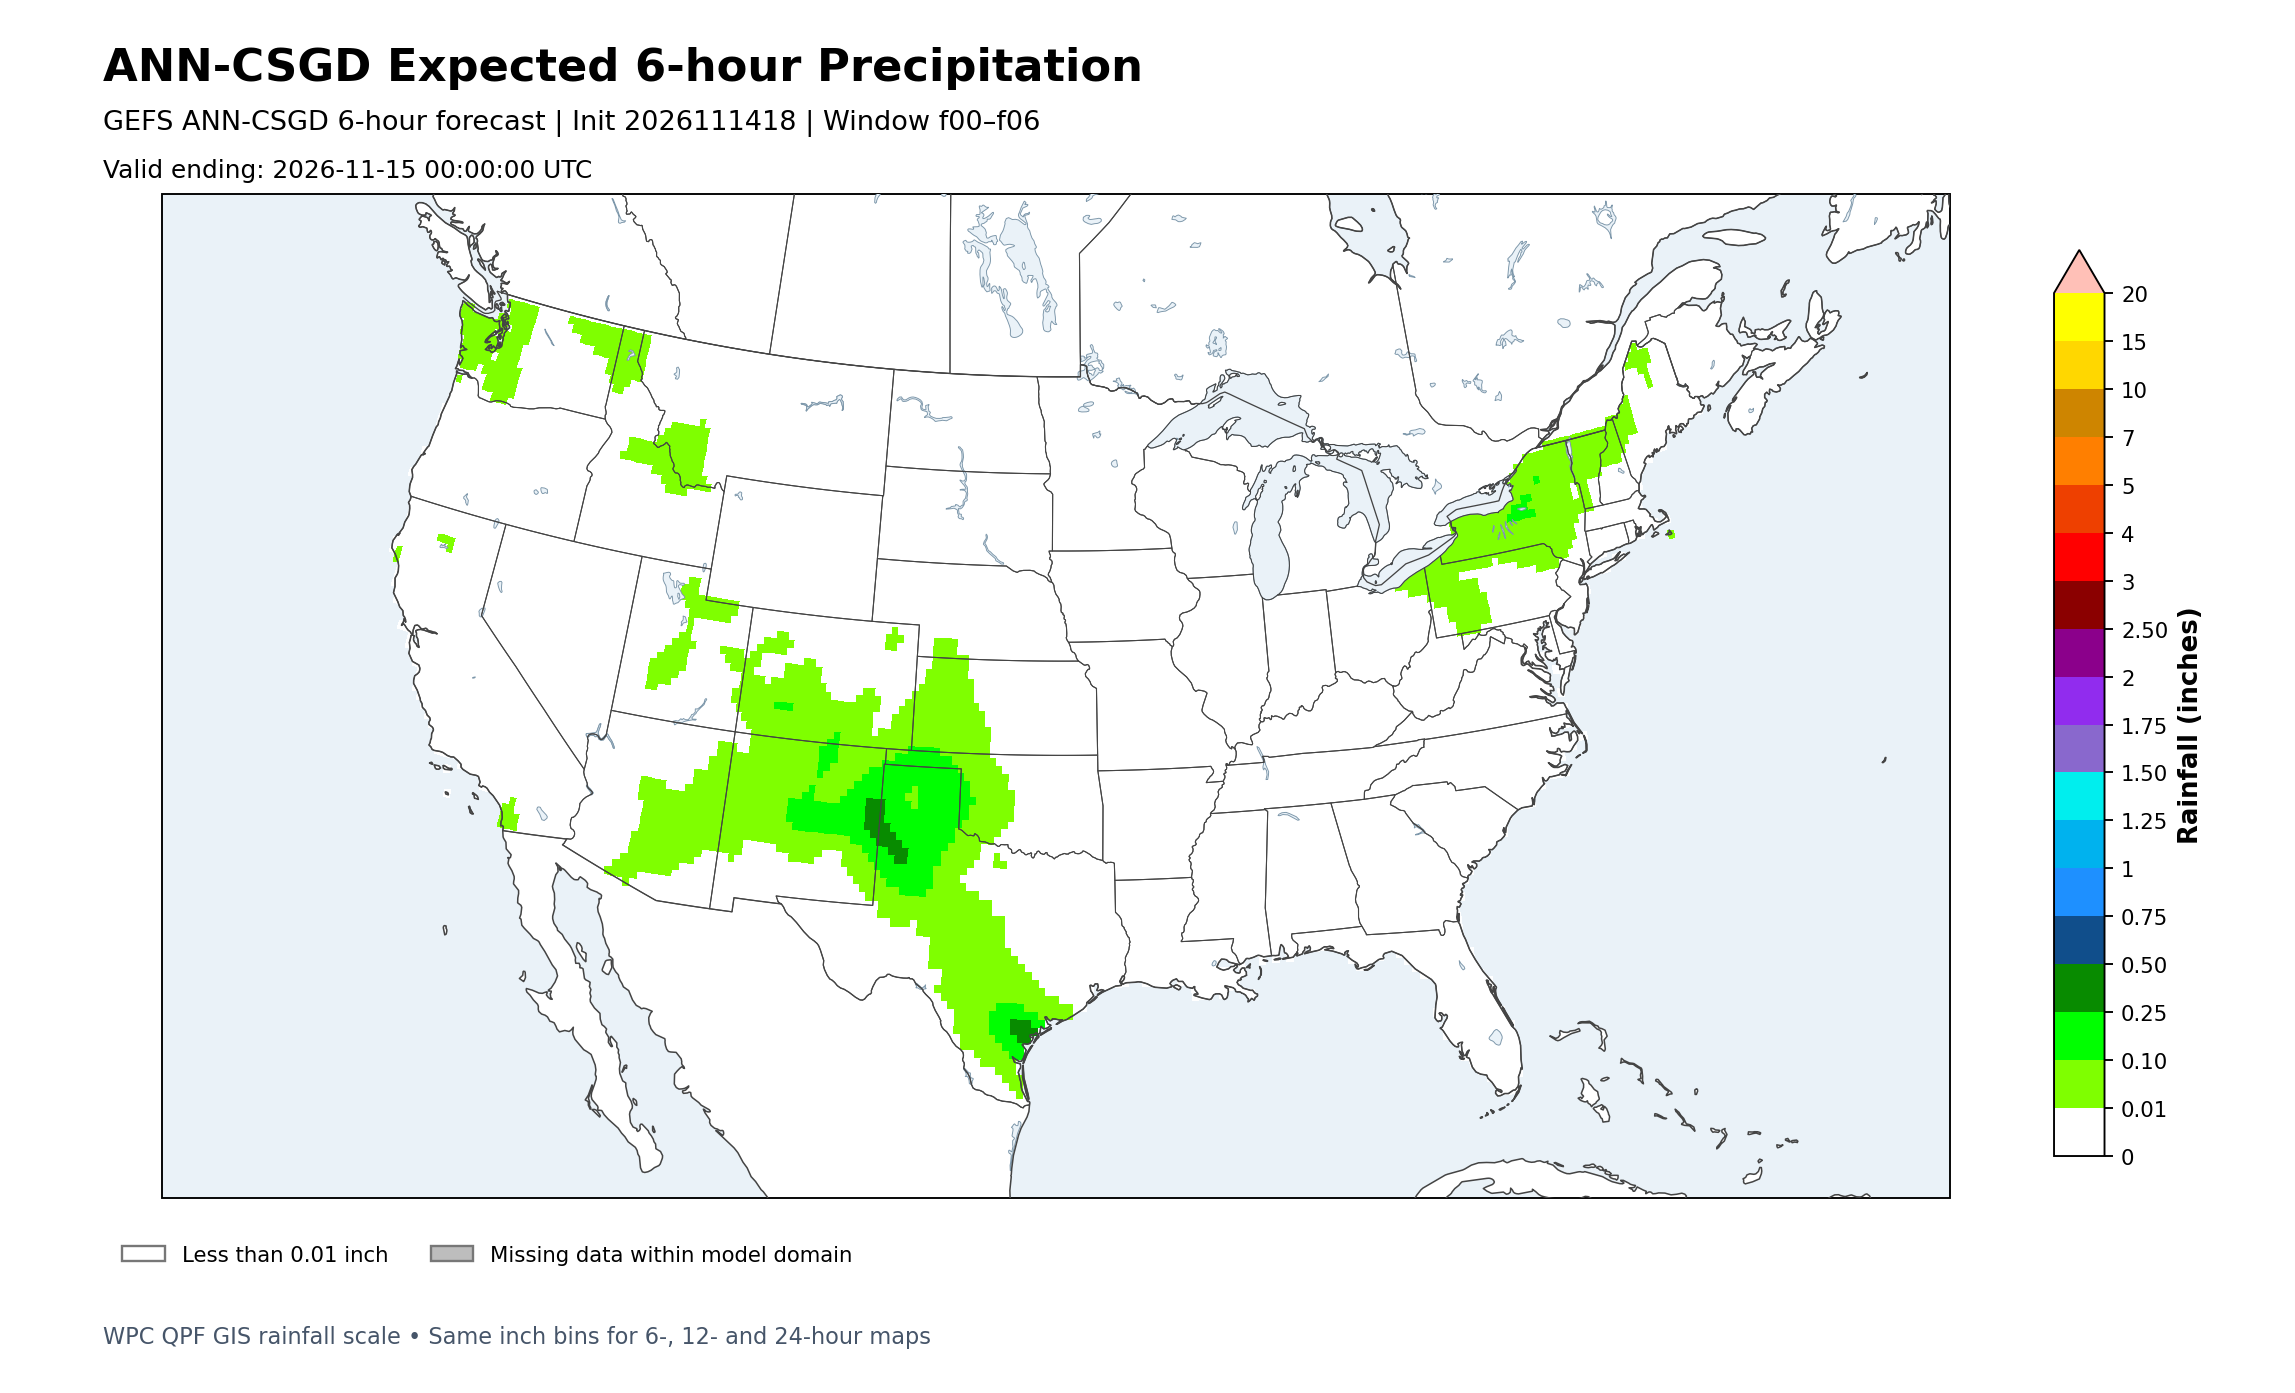 ANN-CSGD Expected 6-hour Precipitation
GEFS ANN-CSGD 6-hour forecast | Init 2026111418 | Window f00–f06
Valid ending: 2026-11-15 00:00:00 UTC
20
15
10
7
5
4
3
2.50
2
1.75
1.50
1.25
1
0.75
0.50
0.25
0.10
0.01
0
Rainfall (inches)
Less than 0.01 inch
Missing data within model domain
WPC QPF GIS rainfall scale • Same inch bins for 6-, 12- and 24-hour maps